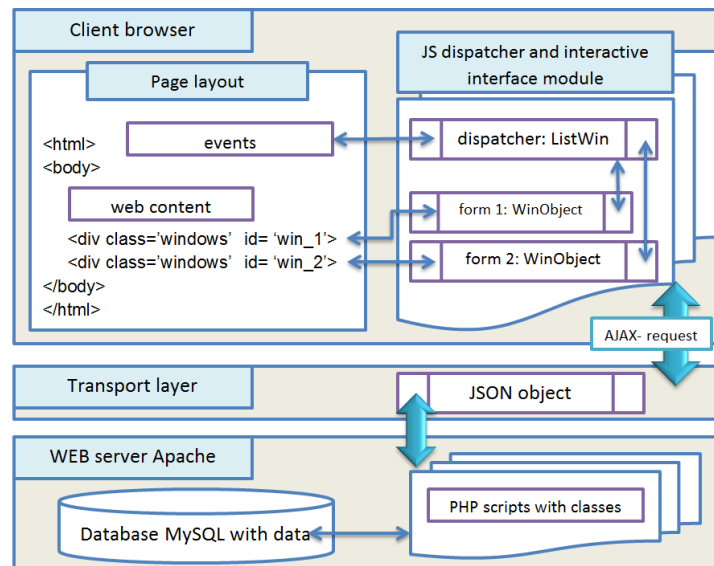 Client browser
Page layout
<html>
events
<body>
web content
<div class=’windows’ id= ‘win_1’>
<div class=’windows’ id= ‘win_2’>
</body>
</html>
JS dispatcher and interactive
interface module
dispatcher: ListWin
form 1: WinObject
form 2: WinObject
AJAX- request
Transport layer
JSON object
WEB server Apache
Database MySQL with data
PHP scripts with classes